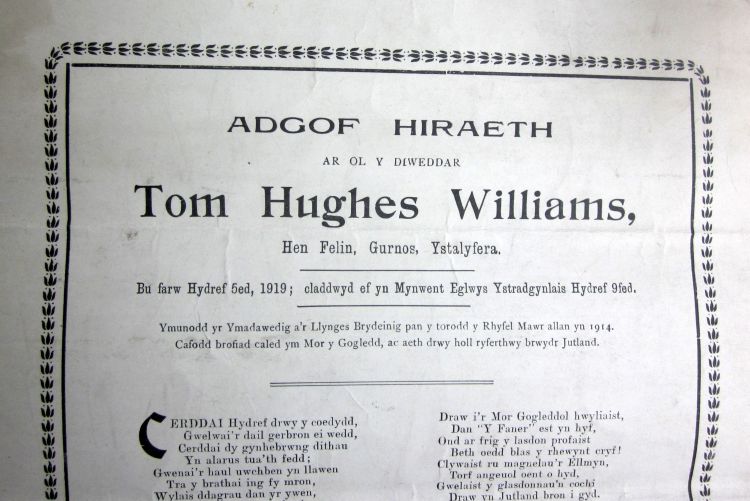 ADGOF HIRAETH
AR OL Y DIWEDDAR
Tom Hughes Williams,
Hen Felin, Gurnos, Ystalyfera.
Bu farw Hydref 5ed, 1919; claddwyd ef yn Mynwent Eglwys Ystradgynlais Hydref 9fed.
Ymunodd yr Ymadawedig a'r Llynges Brydeinig pan y torodd y Rhyfel Mawr allan yn 1914.
Cafodd brofiad caled ym Mor y Gogledd, ac aeth drwy holl ryferthwy brwydr Jutland.
CERDDAI Hydref drwy y coedydd,
Gwelwai'r dail gerbron ei wedd,
Cerddai dy gynhebrwng dithau
Yn alarus tua'th fedd;
Gwenai'r haul uwchben yn llawen
Tra y brathai ing fy mron,
Wylais ddagrau dan yr ywen,
Draw i'r Mor Gogleddol hwyliaist,
Dan "Y Faner" est yn hyf,
Ond ar frig y lasdon profaist
Beth oedd blas y rhewynt cryf!
Clywaist ru magnelau'r Ellmyn,
Torf angeuol oent o hyd,
Gwelaist y glasdonnau'n cochi
Draw yn Jutland bron i gyd.